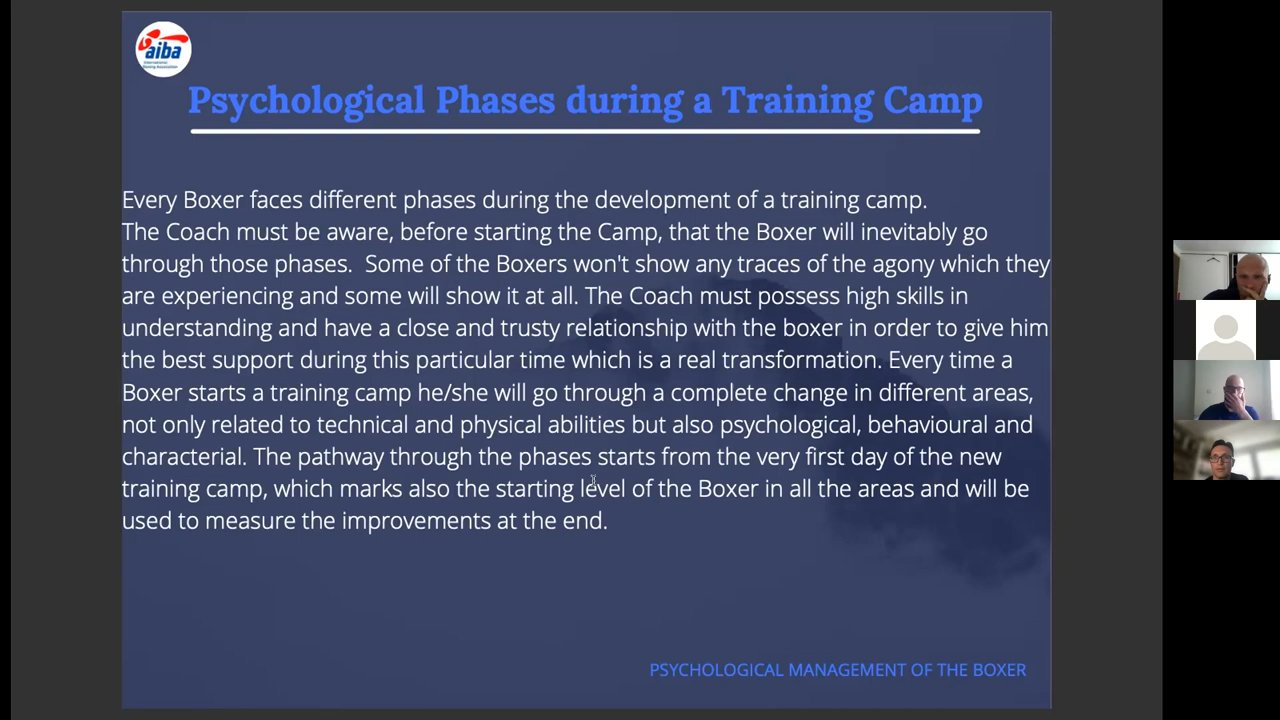 aiba
Psychological Phases during a Training Camp
Every Boxer faces different phases during the development of a training camp.
The Coach must be aware, before starting the Camp, that the Boxer will inevitably go
through those phases.  Some of the Boxers won't show any traces of the agony which they
are experiencing and some will show it at all. The Coach must possess high skills in
understanding and have a close and trusty relationship with the boxer in order to give him
the best support during this particular time which is a real transformation. Every time a
Boxer starts a training camp he/she will go through a complete change in different areas,
not only related to technical and physical abilities but also psychological, behavioural and
characterial. The pathway through the phases starts from the very first day of the new
training camp, which marks also the starting level of the Boxer in all the areas and will be
used to measure the improvements at the end.
PSYCHOLOGICAL MANAGEMENT OF THE BOXER